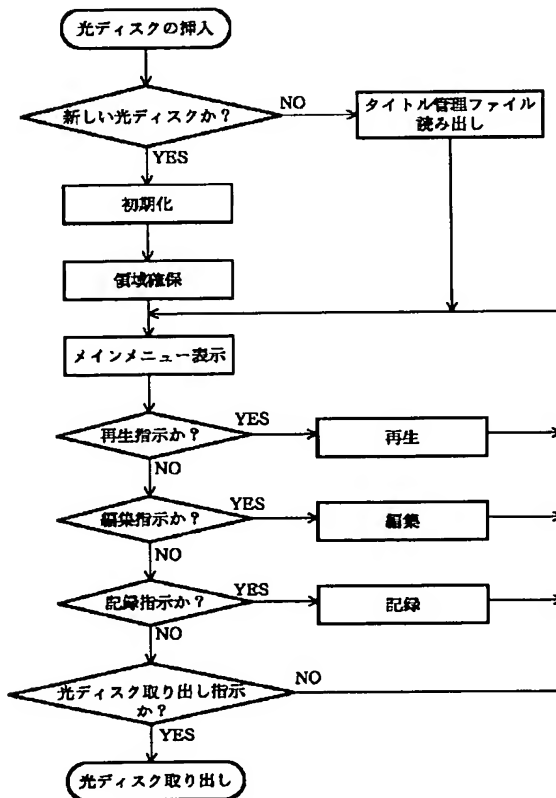 光ディスクの挿入
新しい光ディスクか？
NO
タイトル管理ファイル
読み出し
YES
初期化
領域確保
メインメニュー表示
再生指示か？
YES
再生
NO
編集指示か？
YES
編集
NO
記録指示か？
YES
記録
NO
光ディスク取り出し指示
か？
NO
YES
光ディスク取り出し